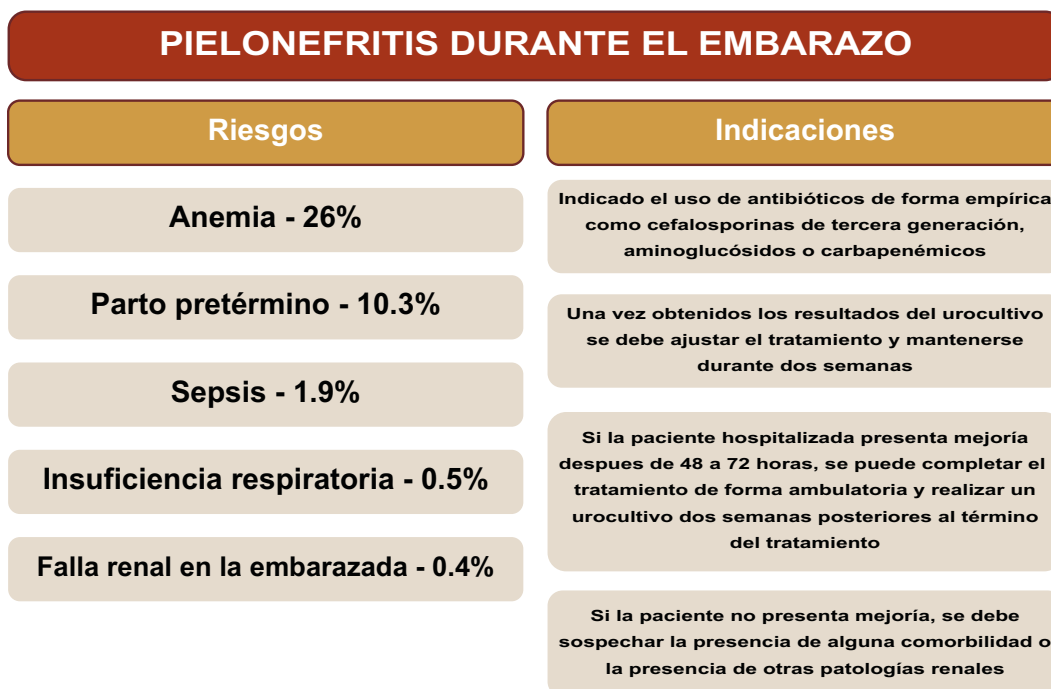 PIELONEFRITIS DURANTE EL EMBARAZO
Riesgos
Anemia - 26%
Parto pretérmino - 10.3%
Sepsis - 1.9%
Insuficiencia respiratoria - 0.5%
Falla renal en la embarazada - 0.4%
Indicaciones
Indicado el uso de antibióticos de forma empírica
como cefalosporinas de tercera generación,
aminoglucósidos o carbapenémicos
Una vez obtenidos los resultados del urocultivo
se debe ajustar el tratamiento y mantenerse
durante dos semanas
Si la paciente hospitalizada presenta mejoría
despues de 48 a 72 horas, se puede completar el
tratamiento de forma ambulatoria y realizar un
urocultivo dos semanas posteriores al término
del tratamiento
Si la paciente no presenta mejoría, se debe
sospechar la presencia de alguna comorbilidad o
la presencia de otras patologías renales